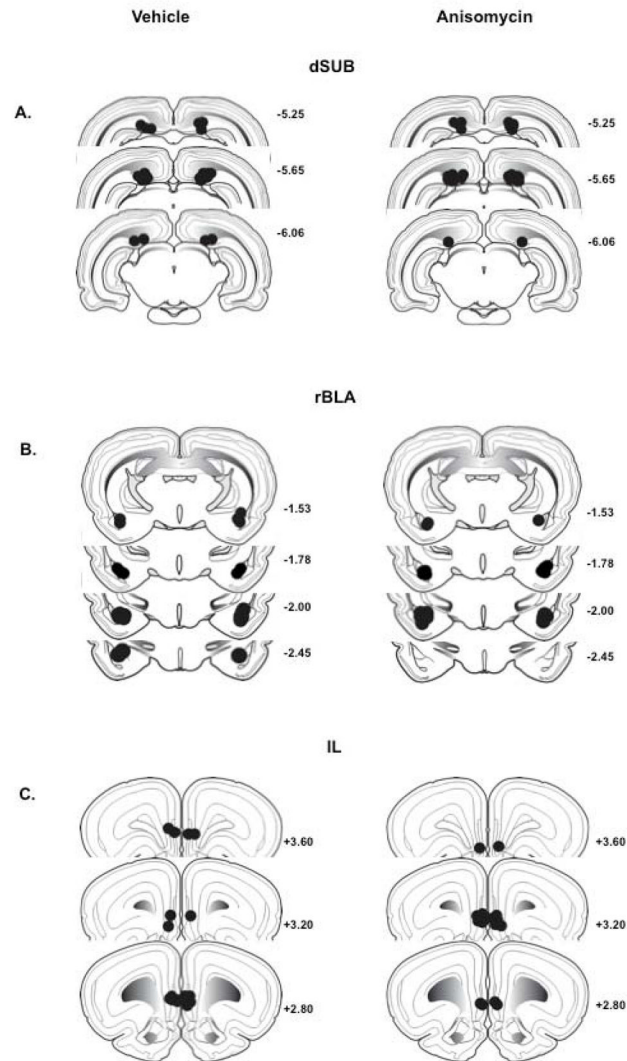 Vehicle Anisomycin
dSUB
A.
-5.25 -5.25
-5.65 -5.65
-6.06 -6.06
rBLA
B.
-1.53 -1.53
-1.78 -1.78
-2.00 -2.00
-2.45 -2.45
IL
C.
+3.60 +3.60
+3.20 +3.20
+2.80 +2.80